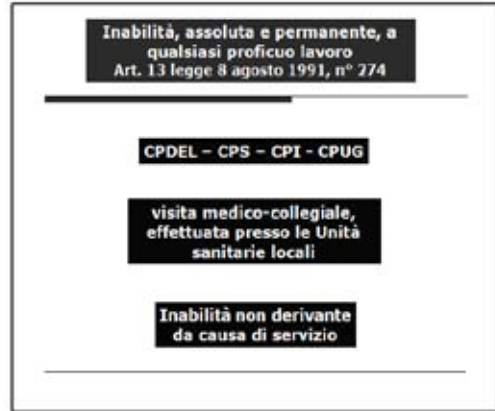 Inabilità, assoluta e permanente, a
qualsiasi proficuo lavoro
Art. 13 legge 8 agosto 1991, n° 274
CPDEL – CPS – CPI - CPUG
visita medico-collegiale,
effettuata presso le Unità
sanitarie locali
Inabilità non derivante
da causa di servizio